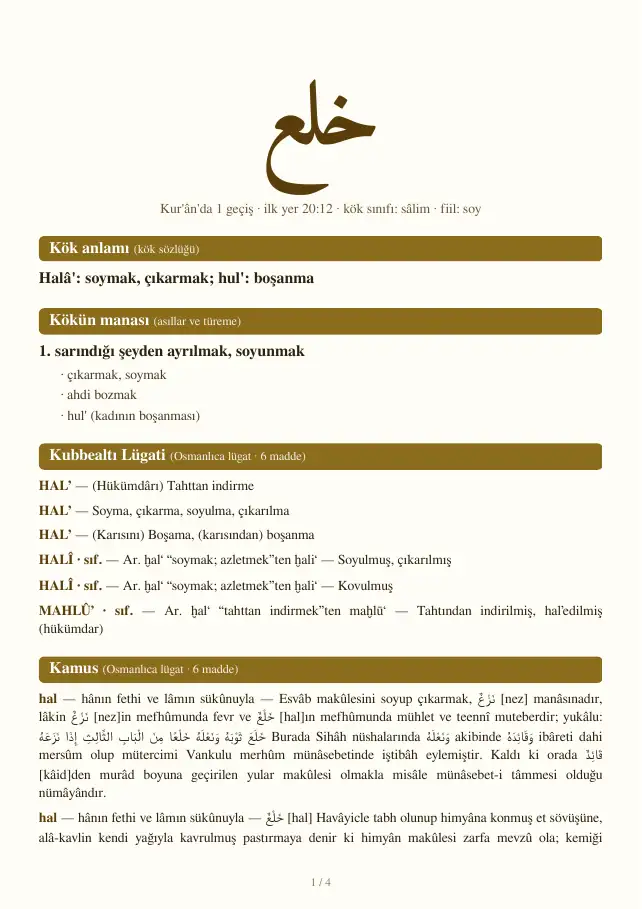 خلع
Kur'ân'da 1 geçiş · ilk yer 20:12 · kök sınıfı: sâlim · fiil: soy
Kök anlamı (kök sözlüğü)
Halâ': soymak, çıkarmak; hul': boşanma
Kökün manası (asıllar ve türeme)
1. sarındığı şeyden ayrılmak, soyunmak
· çıkarmak, soymak
· ahdi bozmak
· hul' (kadının boşanması)
Kubbealtı Lügati (Osmanlıca lügat · 6 madde)
HAL’ — (Hükümdârı) Tahttan indirme
HAL’ — Soyma, çıkarma, soyulma, çıkarılma
HAL’ — (Karısını) Boşama, (karısından) boşanma
HALÎ · sıf. — Ar. ḫal‘ “soymak; azletmek”ten ḫali‘ — Soyulmuş, çıkarılmış
HALÎ · sıf. — Ar. ḫal‘ “soymak; azletmek”ten ḫali‘ — Kovulmuş
MAHLÛ’ · sıf. — Ar. ḫal‘ “tahttan indirmek”ten maḫlū‘ — Tahtından indirilmiş, hal’edilmiş
(hükümdar)
Kamus (Osmanlıca lügat · 6 madde)
hal — hânın fethi ve lâmın sükûnuyla — Esvâb makûlesini soyup çıkarmak, نَزْعٌ [nez] manâsınadır,
lâkin نَزْعٌ [nez]in mefhûmunda fevr ve خَلْعٌ [hal]ın mefhûmunda mühlet ve teennî muteberdir; yukâlu:
خَلَعَ ثَوْبَهُ وَنَعْلَهُ خَلْعًا مِنَ الْبَابِ الثَّالِثِ إِذَا نَزَعَهُ Burada Sihâh nüshalarında وَنَعْلَهُ akibinde وَقَائِدَهُ ibâreti dahi
mersûm olup mütercimi Vankulu merhûm münâsebetinde iştibâh eylemiştir. Kaldı ki orada قَائِدٌ
[kâid]den murâd boyuna geçirilen yular makûlesi olmakla misâle münâsebet-i tâmmesi olduğu
nümâyândır.
hal — hânın fethi ve lâmın sükûnuyla — خَلْعٌ [hal] Havâyicle tabh olunup himyâna konmuş et sövüşüne,
alâ-kavlin kendi yağıyla kavrulmuş pastırmaya denir ki himyân makûlesi zarfa mevzû ola; kemiği
1 / 4